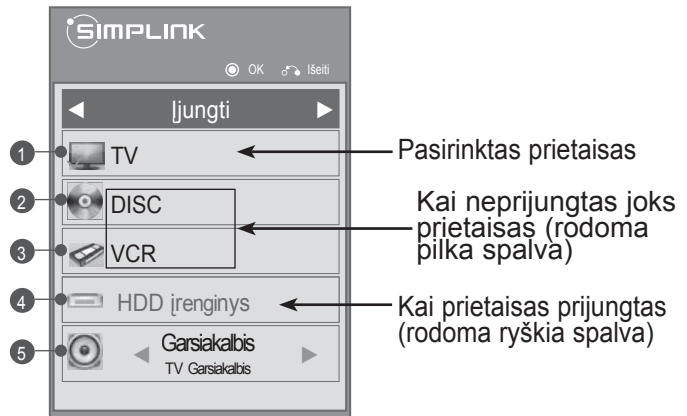 SIMPLINK
OK Išeiti
Įjungti
1 TV
Pasirinktas prietaisas
2 DISC
3 VCR
Kai neprijungtas joks
prietaisas (rodoma
pilka spalva)
4 HDD įrenginys
Kai prietaisas prijungtas
(rodoma ryškia spalva)
5 Garsiakalbis
TV Garsiakalbis